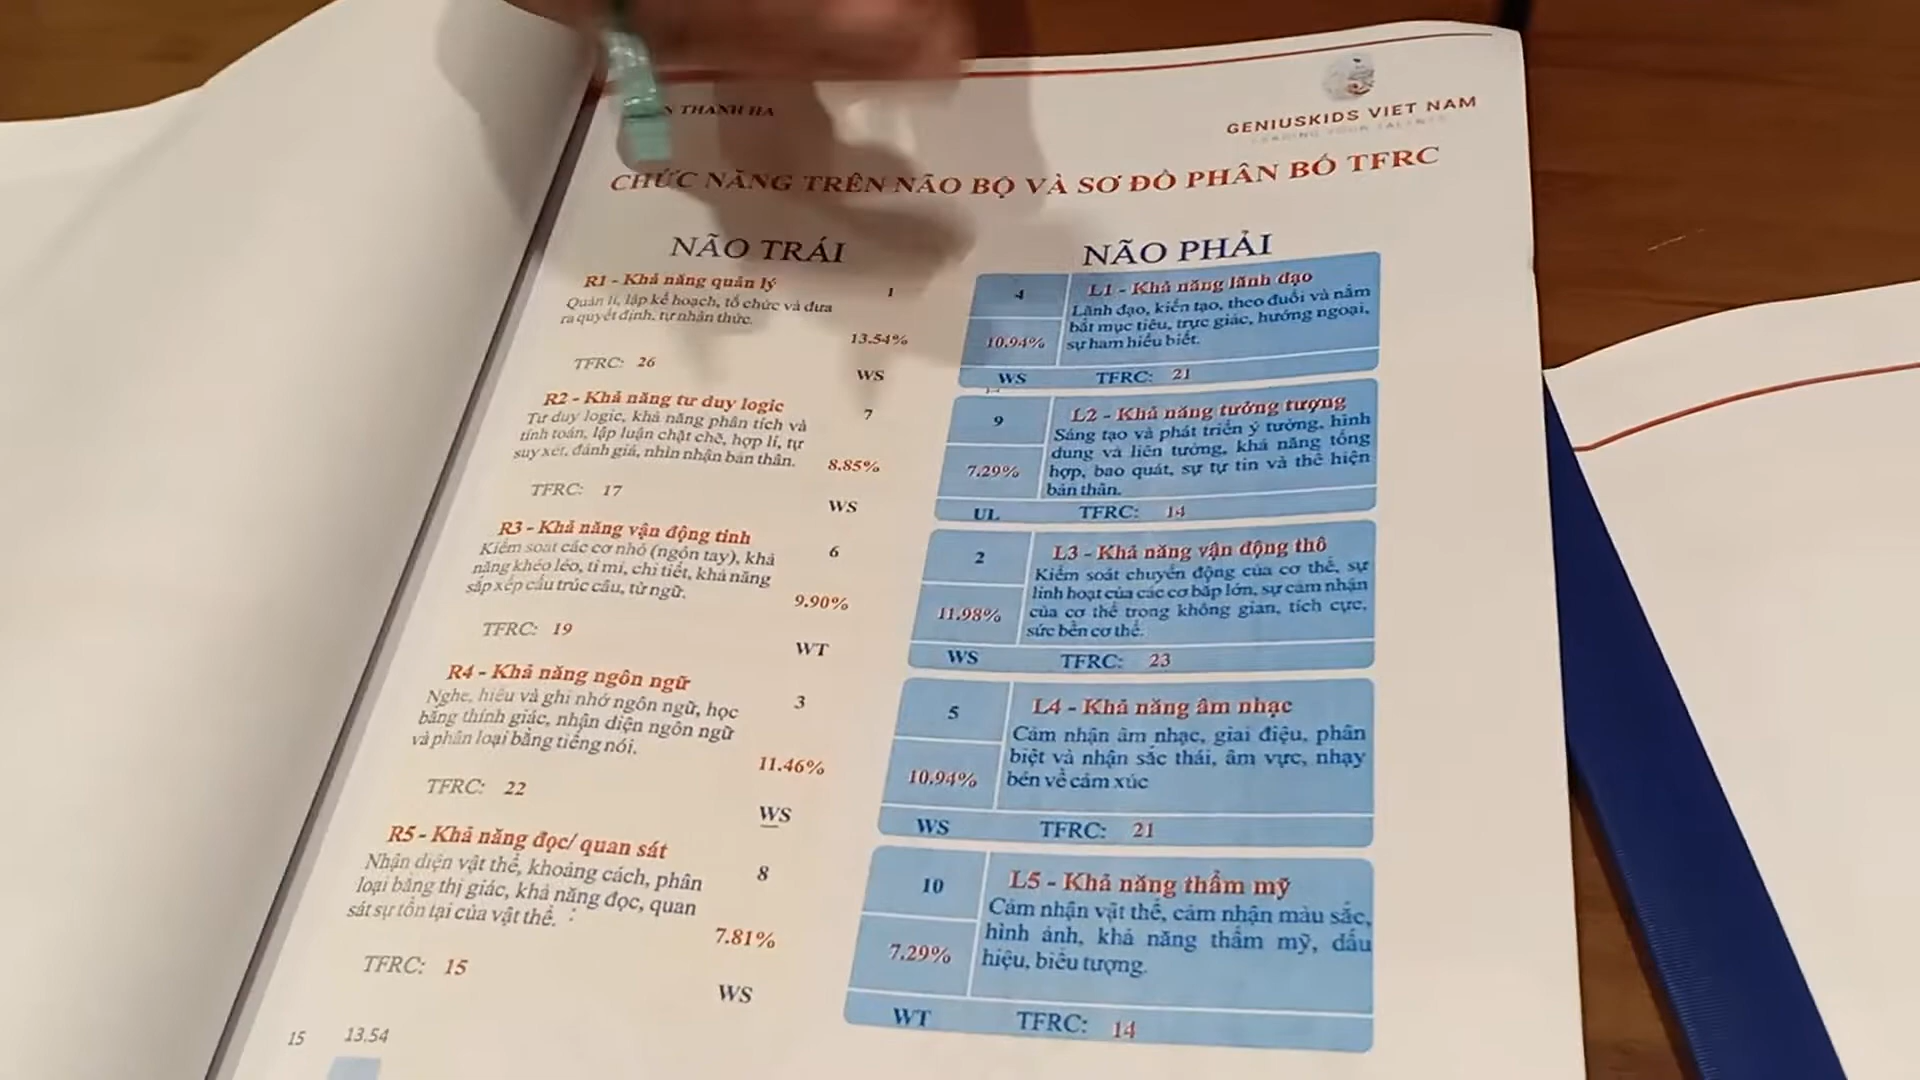 THANH HA
GENIUSKIDS VIET NAM
CHỨC NĂNG TRÊN NÃO BỘ VÀ SƠ ĐỒ PHÂN BỐ TFRC
NÃO TRÁI
R1 - Khả năng quản lý
1
Quản lí, lập kế hoạch, tổ chức và đưa
ra quyết định, tự nhận thức.
13.54%
TFRC: 26
WS
R2 - Khả năng tư duy logic
7
Tư duy logic, khả năng phân tích và
tính toán, lập luận chặt chẽ, hợp lí, tự
suy xét, đánh giá, nhìn nhận bản thân.
8.85%
TFRC: 17
WS
R3 - Khả năng vận động tinh
6
Kiểm soát các cơ nhỏ (ngón tay), khả
năng khéo léo, tỉ mỉ, chi tiết, khả năng
sắp xếp cấu trúc câu, từ ngữ.
9.90%
TFRC: 19
WT
R4 - Khả năng ngôn ngữ
3
Nghe, hiểu và ghi nhớ ngôn ngữ, học
bằng thính giác, nhận diện ngôn ngữ
và phân loại bằng tiếng nói.
11.46%
TFRC: 22
WS
R5 - Khả năng đọc/ quan sát
8
Nhận diện vật thể, khoảng cách, phân
loại bằng thị giác, khả năng đọc, quan
sát sự tồn tại của vật thể.
7.81%
TFRC: 15
WS
NÃO PHẢI
4
L1 - Khả năng lãnh đạo
Lãnh đạo, kiến tạo, theo đuổi và nắm
bắt mục tiêu, trực giác, hướng ngoại,
sự ham hiểu biết.
10.94%
WS
TFRC: 21
9
L2 - Khả năng tưởng tượng
Sáng tạo và phát triển ý tưởng, hình
dung và liên tưởng, khả năng tổng
hợp, bao quát, sự tự tin và thể hiện
bản thân.
7.29%
UL
TFRC: 14
2
L3 - Khả năng vận động thô
Kiểm soát chuyển động của cơ thể, sự
linh hoạt của các cơ bắp lớn, sự cảm nhận
của cơ thể trong không gian, tích cực,
sức bền cơ thể.
11.98%
WS
TFRC: 23
5
L4 - Khả năng âm nhạc
Cảm nhận âm nhạc, giai điệu, phân
biệt và nhận sắc thái, âm vực, nhạy
bén về cảm xúc
10.94%
WS
TFRC: 21
10
L5 - Khả năng thẩm mỹ
Cảm nhận vật thể, cảm nhận màu sắc,
hình ảnh, khả năng thẩm mỹ, dấu
hiệu, biểu tượng.
7.29%
WT
TFRC: 14
15
13.54